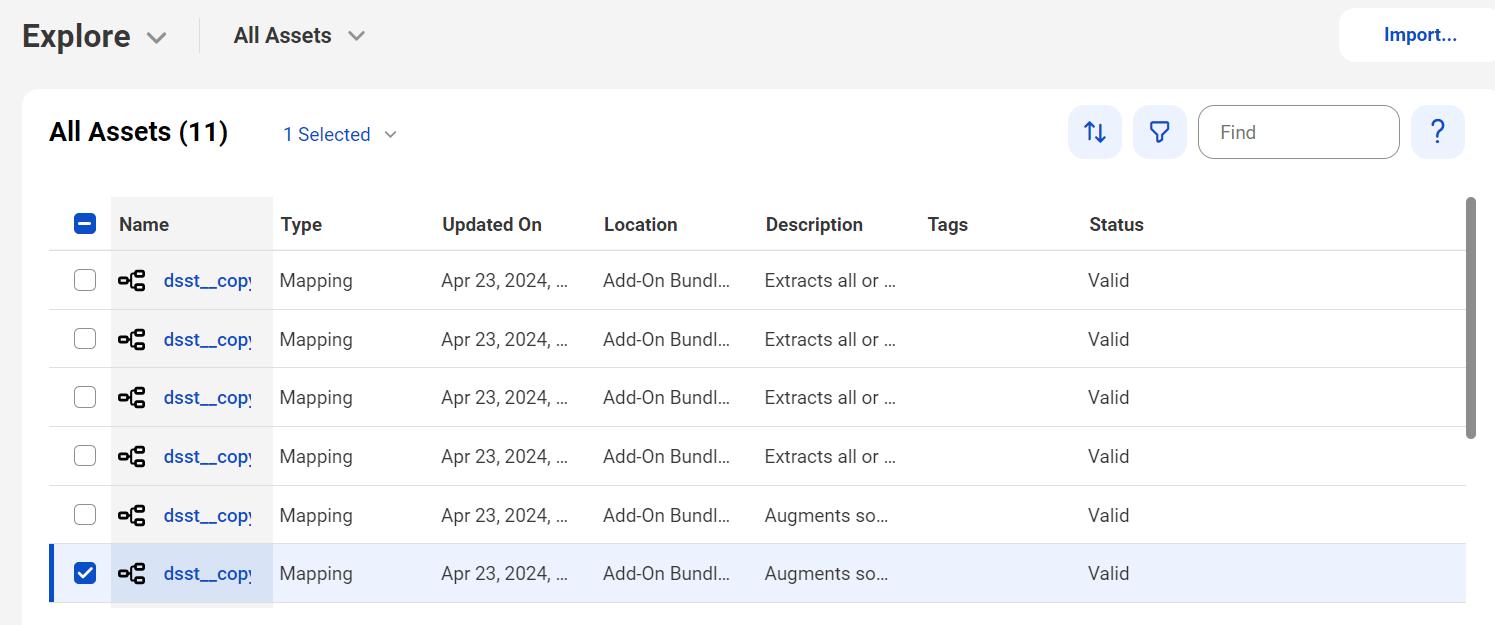 Explore All Assets Import...
All Assets (11) 1 Selected Find ?
Name Type Updated On Location Description Tags Status
dsst__copy Mapping Apr 23, 2024, ... Add-On Bundl... Extracts all or ... Valid
dsst__copy Mapping Apr 23, 2024, ... Add-On Bundl... Extracts all or ... Valid
dsst__copy Mapping Apr 23, 2024, ... Add-On Bundl... Extracts all or ... Valid
dsst__copy Mapping Apr 23, 2024, ... Add-On Bundl... Extracts all or ... Valid
dsst__copy Mapping Apr 23, 2024, ... Add-On Bundl... Augments so... Valid
dsst__copy Mapping Apr 23, 2024, ... Add-On Bundl... Augments so... Valid